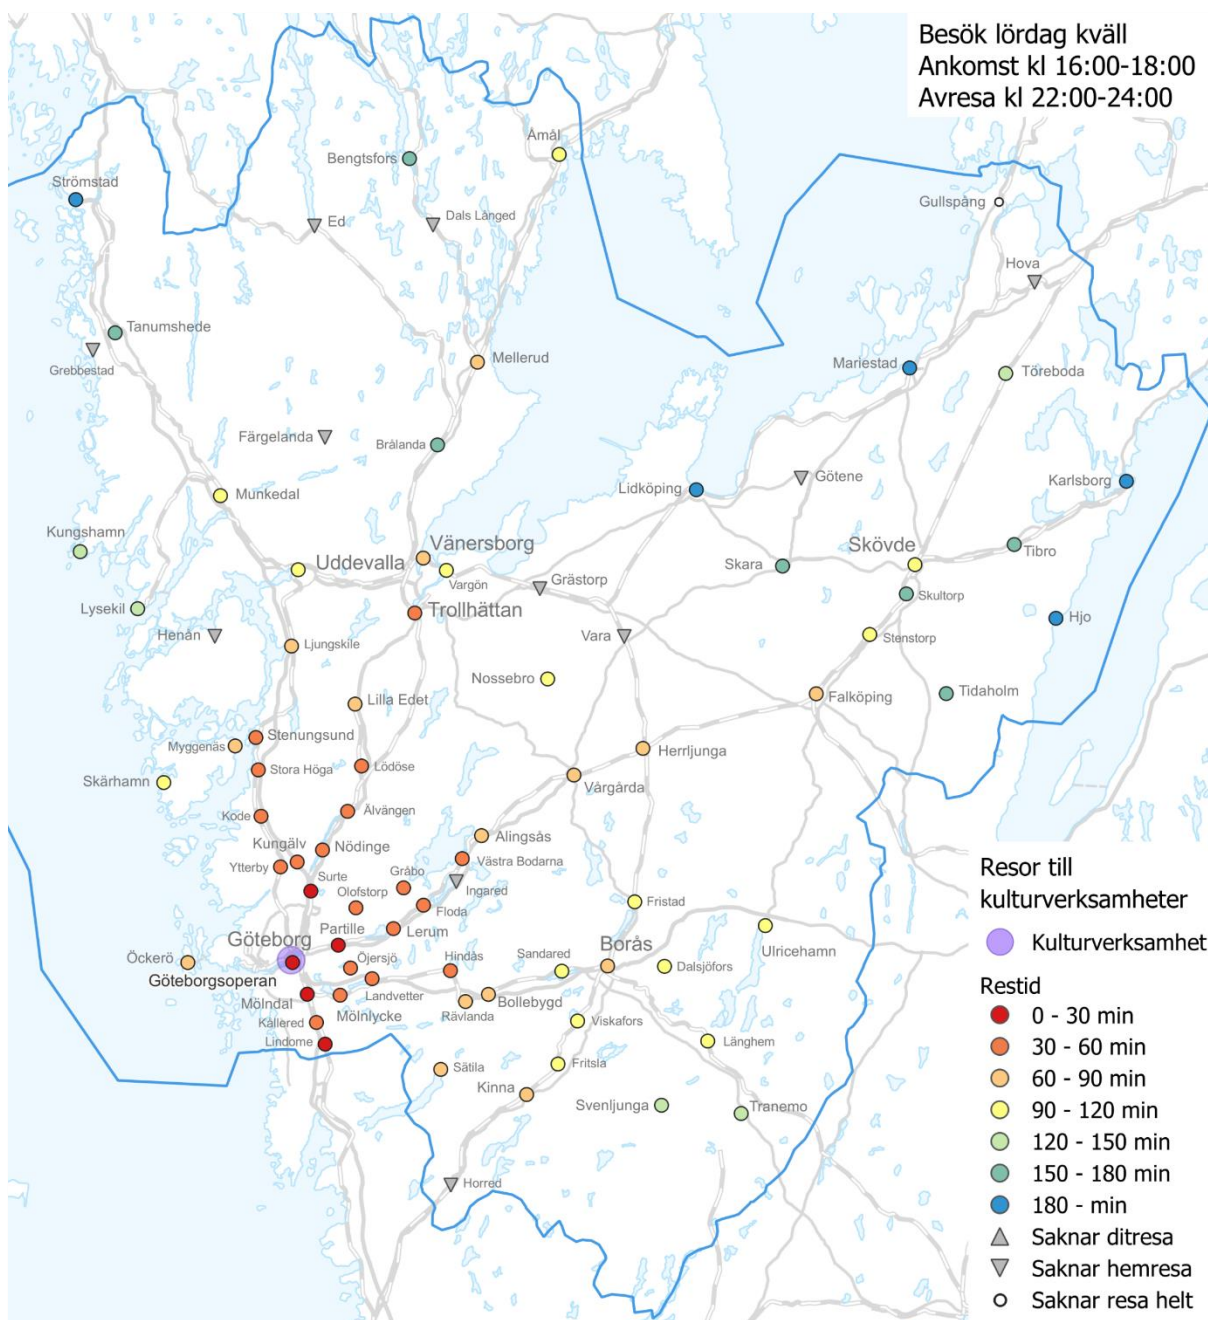 Besök lördag kväll
Ankomst kl 16:00-18:00
Avresa kl 22:00-24:00
Åmål
Bengtsfors
Strömstad
Ed
Dals Långed
Gullspång
Hova
Tanumshede
Grebbestad
Mellerud
Mariestad
Töreboda
Färgelanda
Brålanda
Götene
Lidköping
Karlsborg
Munkedal
Kungshamn
Uddevalla
Vänersborg
Vargön
Skövde
Tibro
Skara
Grästorp
Skultorp
Lysekil
Trollhättan
Hjo
Henån
Ljungskile
Vara
Stenstorp
Nossebro
Tidaholm
Lilla Edet
Falköping
Stenungsund
Myggenäs
Herrljunga
Stora Höga
Lödöse
Skärhamn
Vårgårda
Kode
Älvängen
Alingsås
Kungälv
Nödinge
Ytterby
Västra Bodarna
Surte
Gråbo
Ingared
Olofstorp
Floda
Fristad
Partille
Lerum
Göteborg
Borås
Ulricehamn
Öckerö
Öjersjö
Hindås
Sandared
Dalsjöfors
Göteborgsoperan
Landvetter
Mölndal
Mölnlycke
Rävlanda
Bollebygd
Kållered
Viskafors
Lindome
Länghem
Sätila
Fritsla
Kinna
Svenljunga
Tranemo
Horred
Resor till
kulturverksamheter
Kulturverksamhet
Restid
0 - 30 min
30 - 60 min
60 - 90 min
90 - 120 min
120 - 150 min
150 - 180 min
180 - min
Saknar ditresa
Saknar hemresa
Saknar resa helt